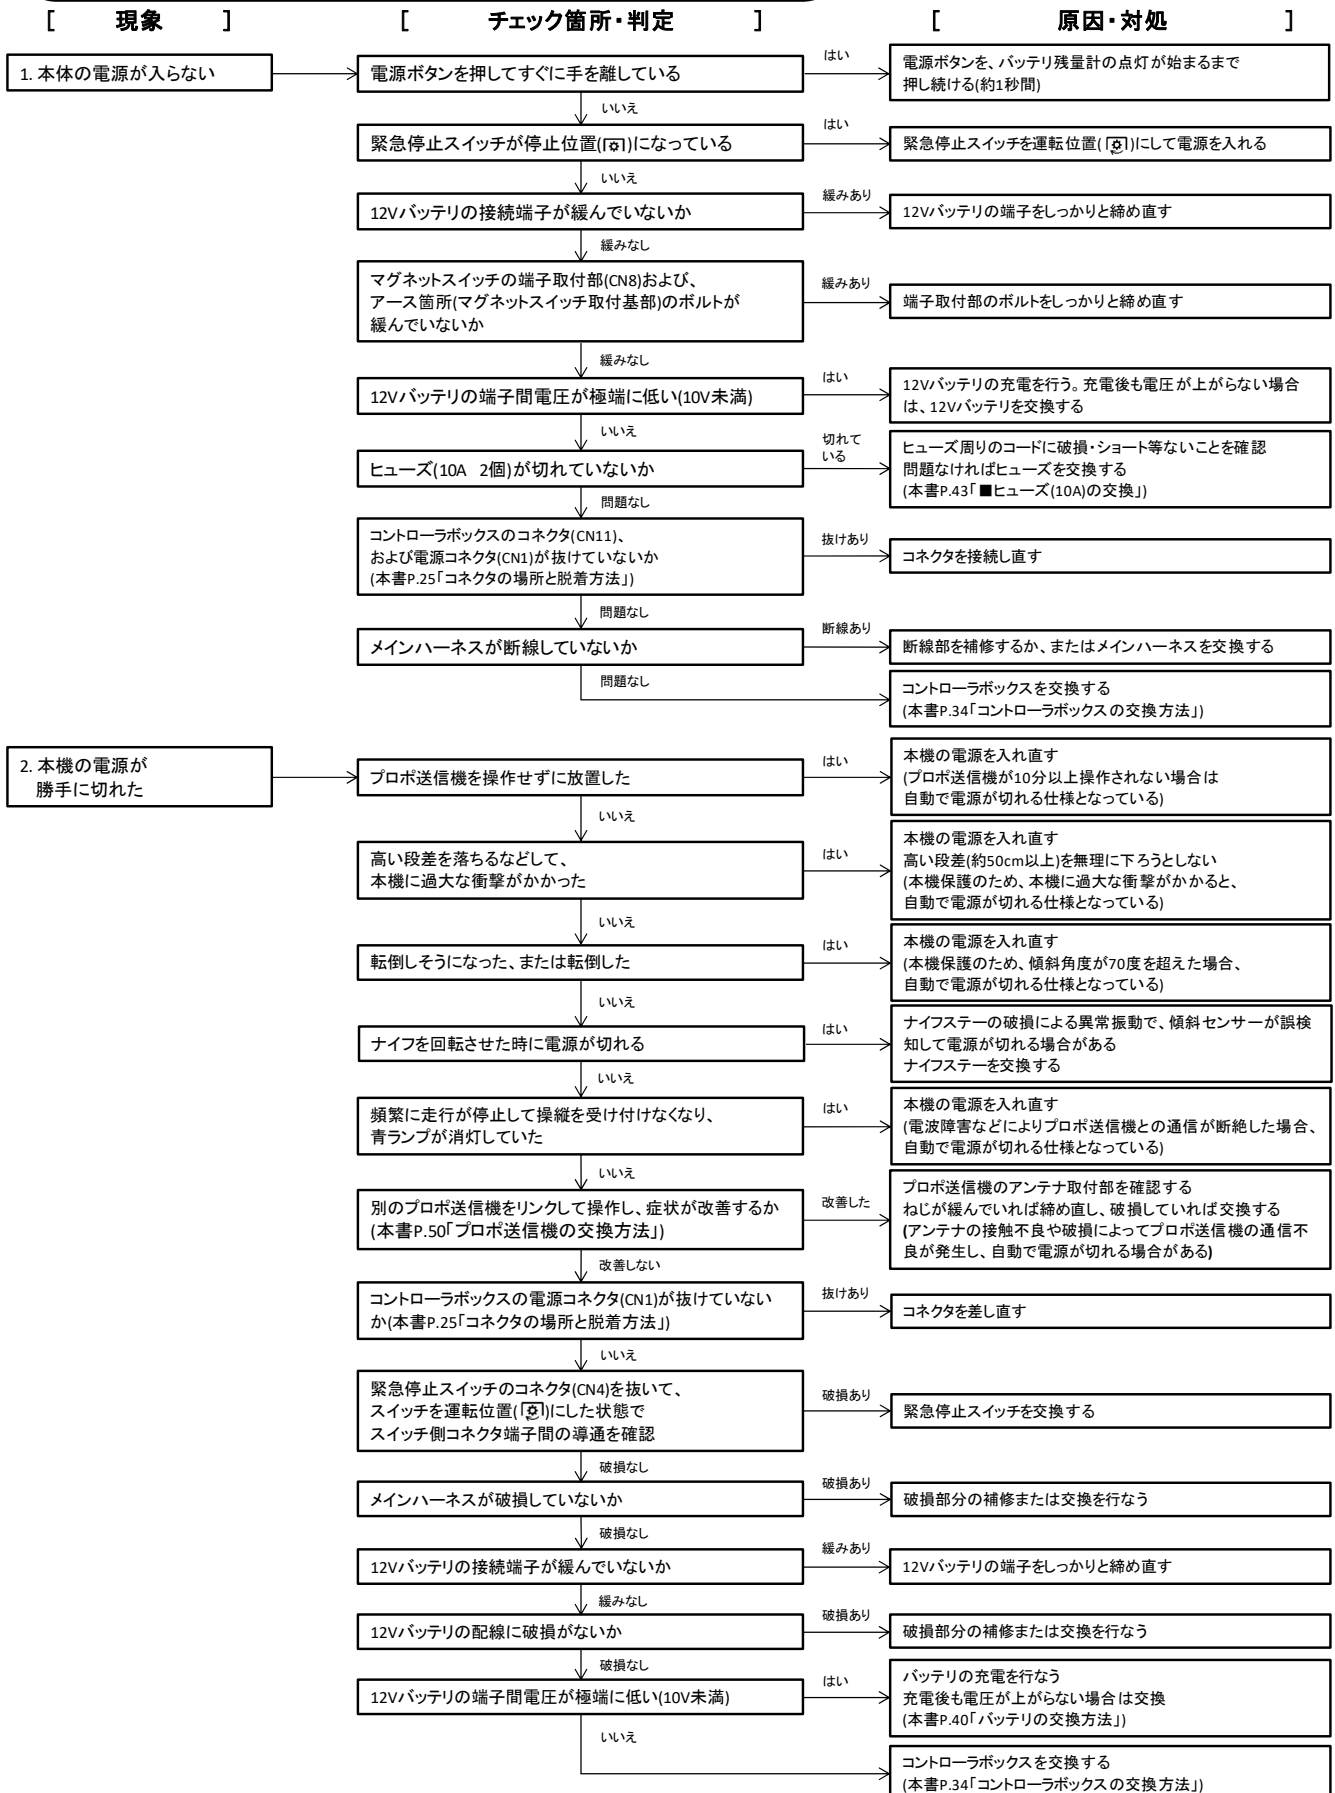 [ 現象 ] [ チェック箇所・判定 ] [ 原因・対処 ]
1. 本体の電源が入らない
電源ボタンを押してすぐに手を離している
はい
電源ボタンを、バッテリ残量計の点灯が始まるまで
押し続ける(約1秒間)
いいえ
緊急停止スイッチが停止位置()になっている
はい
緊急停止スイッチを運転位置()にして電源を入れる
いいえ
12Vバッテリの接続端子が緩んでいないか
緩みあり
12Vバッテリの端子をしっかりと締め直す
緩みなし
マグネットスイッチの端子取付部(CN8)および、
アース箇所(マグネットスイッチ取付基部)のボルトが
緩んでいないか
緩みあり
端子取付部のボルトをしっかりと締め直す
緩みなし
12Vバッテリの端子間電圧が極端に低い(10V未満)
はい
12Vバッテリの充電を行う。充電後も電圧が上がらない場合
は、12Vバッテリを交換する
いいえ
ヒューズ(10A 2個)が切れていないか
切れて
いる
ヒューズ周りのコードに破損・ショート等ないことを確認
問題なければヒューズを交換する
(本書P.43「■ヒューズ(10A)の交換」)
問題なし
コントローラボックスのコネクタ(CN11)、
および電源コネクタ(CN1)が抜けていないか
(本書P.25「コネクタの場所と脱着方法」)
抜けあり
コネクタを接続し直す
問題なし
メインハーネスが断線していないか
断線あり
断線部を補修するか、またはメインハーネスを交換する
問題なし
コントローラボックスを交換する
(本書P.34「コントローラボックスの交換方法」)
2. 本機の電源が
勝手に切れた
プロポ送信機を操作せずに放置した
はい
本機の電源を入れ直す
(プロポ送信機が10分以上操作されない場合は
自動で電源が切れる仕様となっている)
いいえ
高い段差を落ちるなどして、
本機に過大な衝撃がかかった
はい
本機の電源を入れ直す
高い段差(約50cm以上)を無理に下ろうとしない
(本機保護のため、本機に過大な衝撃がかかると、
自動で電源が切れる仕様となっている)
いいえ
転倒しそうになった、または転倒した
はい
本機の電源を入れ直す
(本機保護のため、傾斜角度が70度を超えた場合、
自動で電源が切れる仕様となっている)
いいえ
ナイフを回転させた時に電源が切れる
はい
ナイフステーの破損による異常振動で、傾斜センサーが誤検
知して電源が切れる場合がある
ナイフステーを交換する
いいえ
頻繁に走行が停止して操縦を受け付けなくなり、
青ランプが消灯していた
はい
本機の電源を入れ直す
(電波障害などによりプロポ送信機との通信が断絶した場合、
自動で電源が切れる仕様となっている)
いいえ
別のプロポ送信機をリンクして操作し、症状が改善するか
(本書P.50「プロポ送信機の交換方法」)
改善した
プロポ送信機のアンテナ取付部を確認する
ねじが緩んでいれば締め直し、破損していれば交換する
(アンテナの接触不良や破損によってプロポ送信機の通信不
良が発生し、自動で電源が切れる場合がある)
改善しない
コントローラボックスの電源コネクタ(CN1)が抜けていない
か(本書P.25「コネクタの場所と脱着方法」)
抜けあり
コネクタを差し直す
いいえ
緊急停止スイッチのコネクタ(CN4)を抜いて、
スイッチを運転位置()にした状態で
スイッチ側コネクタ端子間の導通を確認
破損あり
緊急停止スイッチを交換する
破損なし
メインハーネスが破損していないか
破損あり
破損部分の補修または交換を行なう
破損なし
12Vバッテリの接続端子が緩んでいないか
緩みあり
12Vバッテリの端子をしっかりと締め直す
緩みなし
12Vバッテリの配線に破損がないか
破損あり
破損部分の補修または交換を行なう
破損なし
12Vバッテリの端子間電圧が極端に低い(10V未満)
はい
バッテリの充電を行なう
充電後も電圧が上がらない場合は交換
(本書P.40「バッテリの交換方法」)
いいえ
コントローラボックスを交換する
(本書P.34「コントローラボックスの交換方法」)